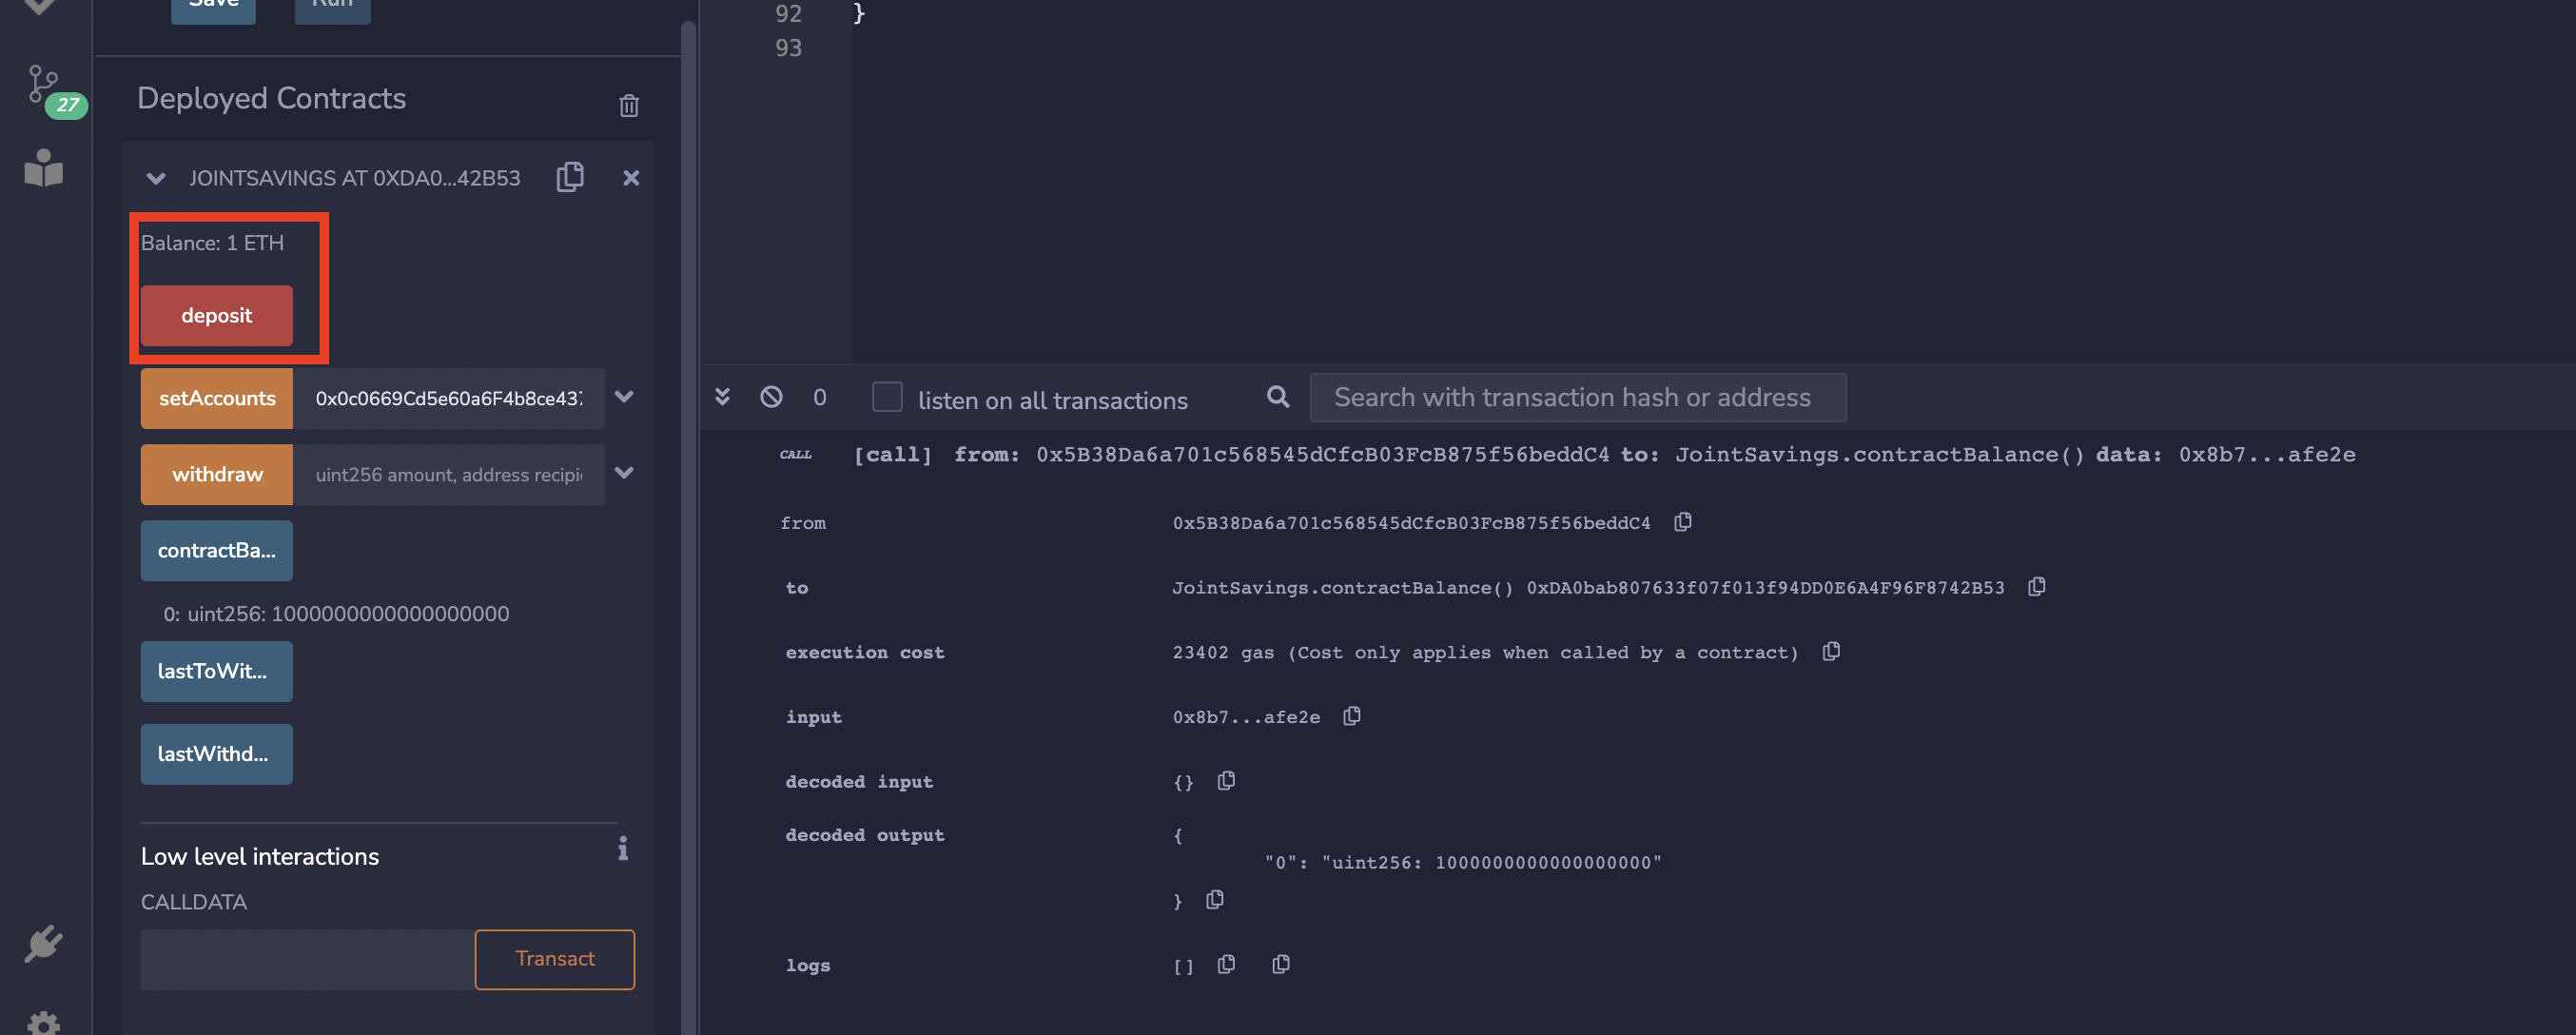 Save
Run
27
Deployed Contracts
JOINTSAVINGS AT 0XDA0...42B53
Balance: 1 ETH
deposit
setAccounts
0x0c0669Cd5e60a6F4b8ce437
withdraw
uint256 amount, address recipi
contractBa...
0: uint256: 1000000000000000000
lastToWit...
lastWithd...
Low level interactions
CALLDATA
Transact
92 }
93
0
listen on all transactions
Search with transaction hash or address
CALL [call] from: 0x5B38Da6a701c568545dCfcB03FcB875f56beddC4 to: JointSavings.contractBalance() data: 0x8b7...afe2e
from 0x5B38Da6a701c568545dCfcB03FcB875f56beddC4
to JointSavings.contractBalance() 0xDA0bab807633f07f013f94DD0E6A4F96F8742B53
execution cost 23402 gas (Cost only applies when called by a contract)
input 0x8b7...afe2e
decoded input {}
decoded output {
"0": "uint256: 1000000000000000000"
}
logs []